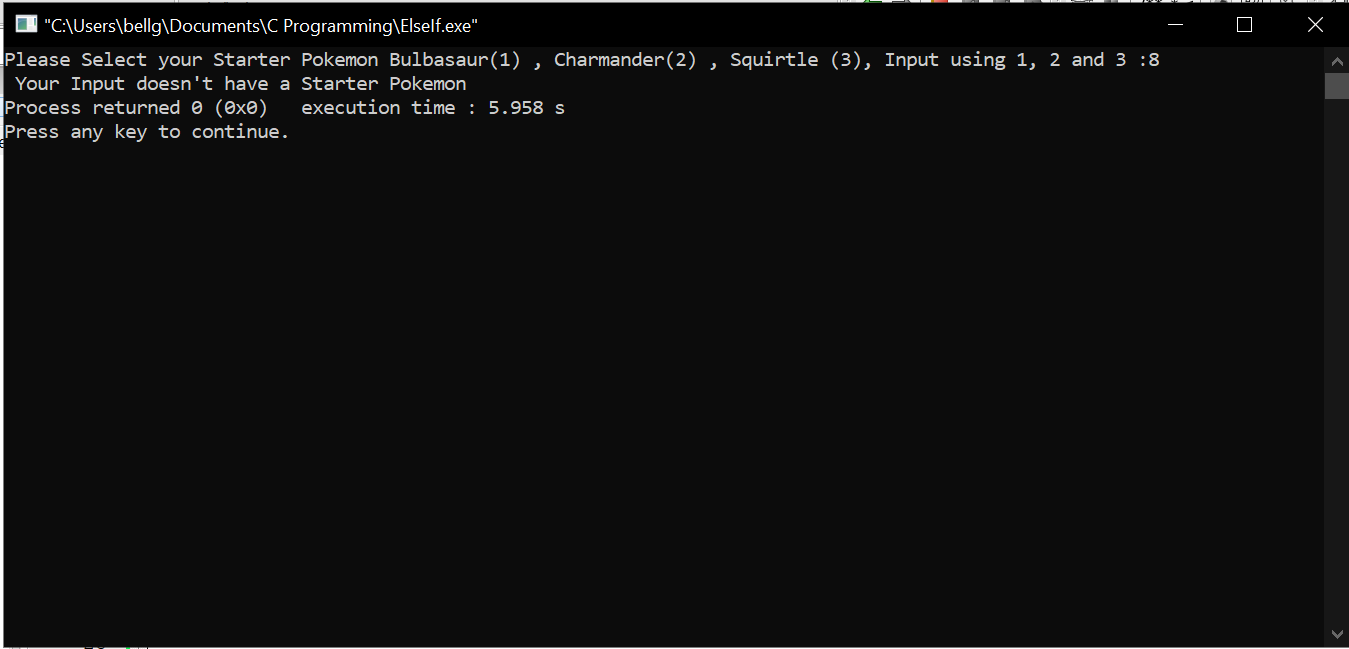 "C:\Users\bellg\Documents\C Programming\ElseIf.exe"
Please Select your Starter Pokemon Bulbasaur(1) , Charmander(2) , Squirtle (3), Input using 1, 2 and 3 :8
 Your Input doesn't have a Starter Pokemon
Process returned 0 (0x0)   execution time : 5.958 s
Press any key to continue.